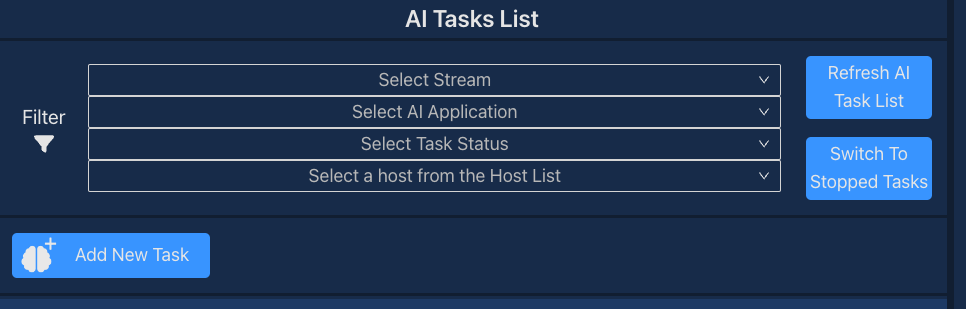 AI Tasks List
Filter
Select Stream
Select AI Application
Select Task Status
Select a host from the Host List
Refresh AI
Task List
Switch To
Stopped Tasks
Add New Task